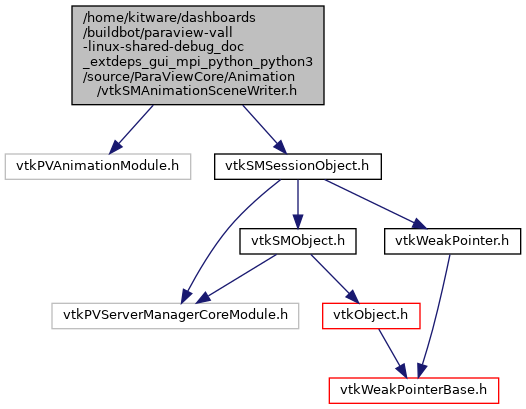 /home/kitware/dashboards
/buildbot/paraview-vall
-linux-shared-debug_doc
_extdeps_gui_mpi_python_python3
/source/ParaViewCore/Animation
/vtkSMAnimationSceneWriter.h
vtkPVAnimationModule.h
vtkSMSessionObject.h
vtkSMObject.h
vtkWeakPointer.h
vtkPVServerManagerCoreModule.h
vtkObject.h
vtkWeakPointerBase.h